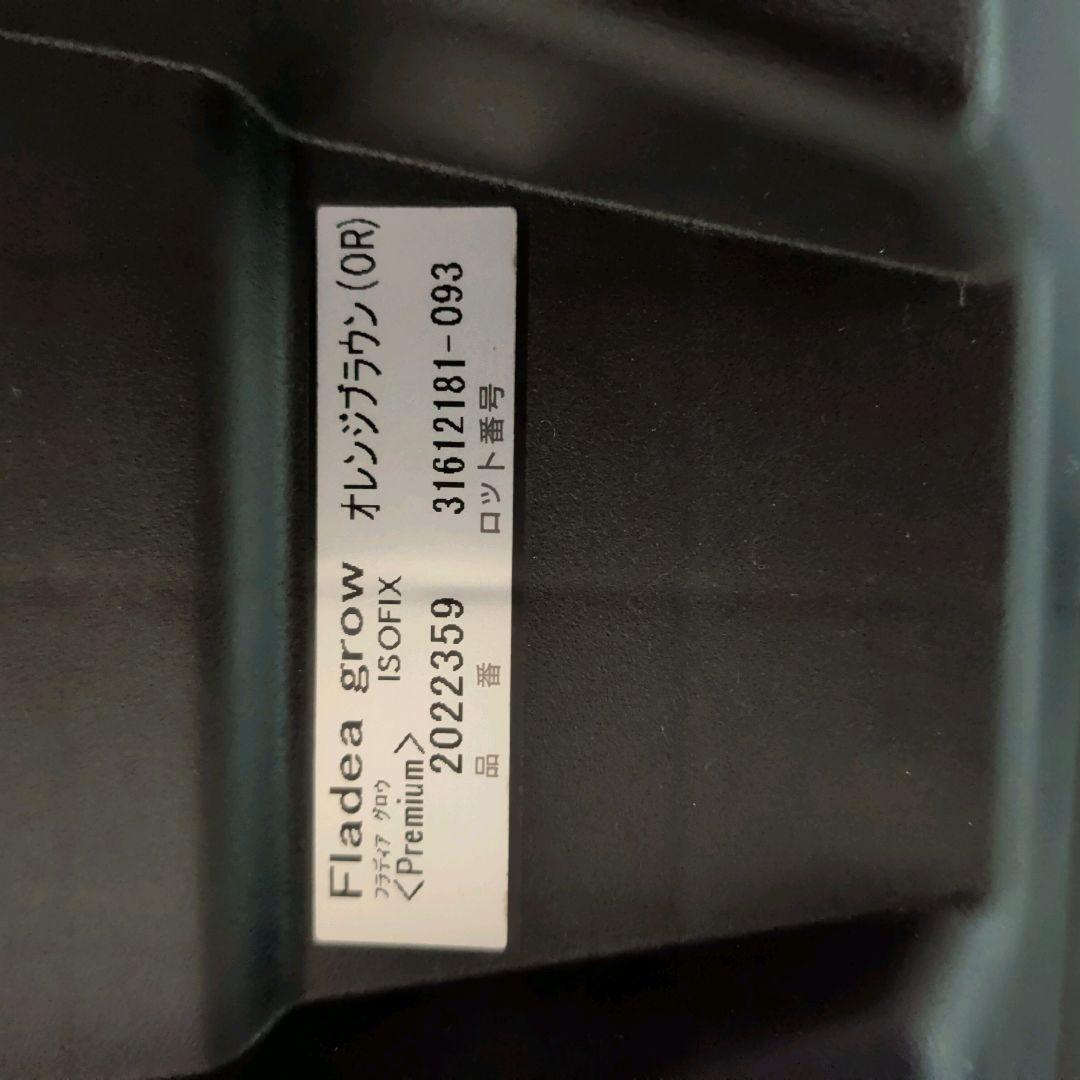 Fladea grow オレンジブラウン(OR)
フラディア グロウ ISOFIX
<Premium>
2022359 31612181-093
品番 ロット番号